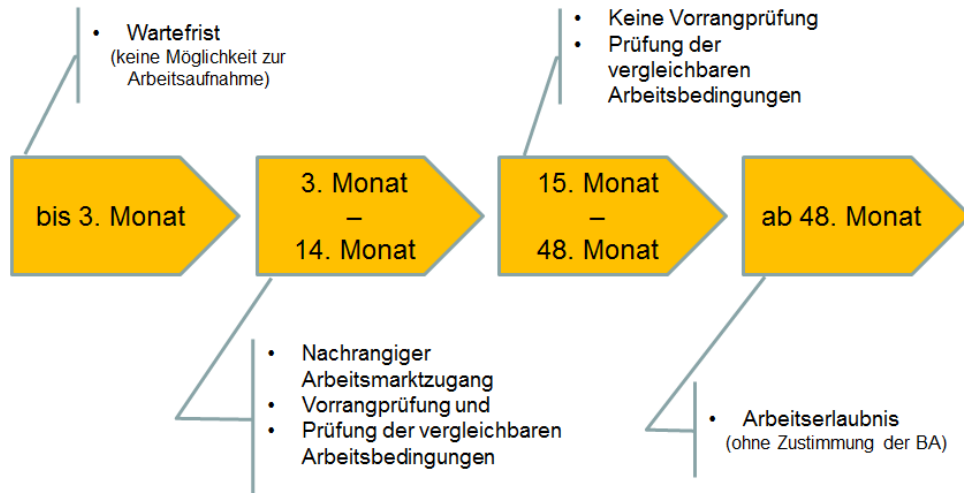 • Wartefrist
(keine Möglichkeit zur
Arbeitsaufnahme)
• Keine Vorrangprüfung
• Prüfung der
vergleichbaren
Arbeitsbedingungen
bis 3. Monat
3. Monat
–
14. Monat
15. Monat
–
48. Monat
ab 48. Monat
• Nachrangiger
Arbeitsmarktzugang
• Vorrangprüfung und
• Prüfung der vergleichbaren
Arbeitsbedingungen
• Arbeitserlaubnis
(ohne Zustimmung der BA)